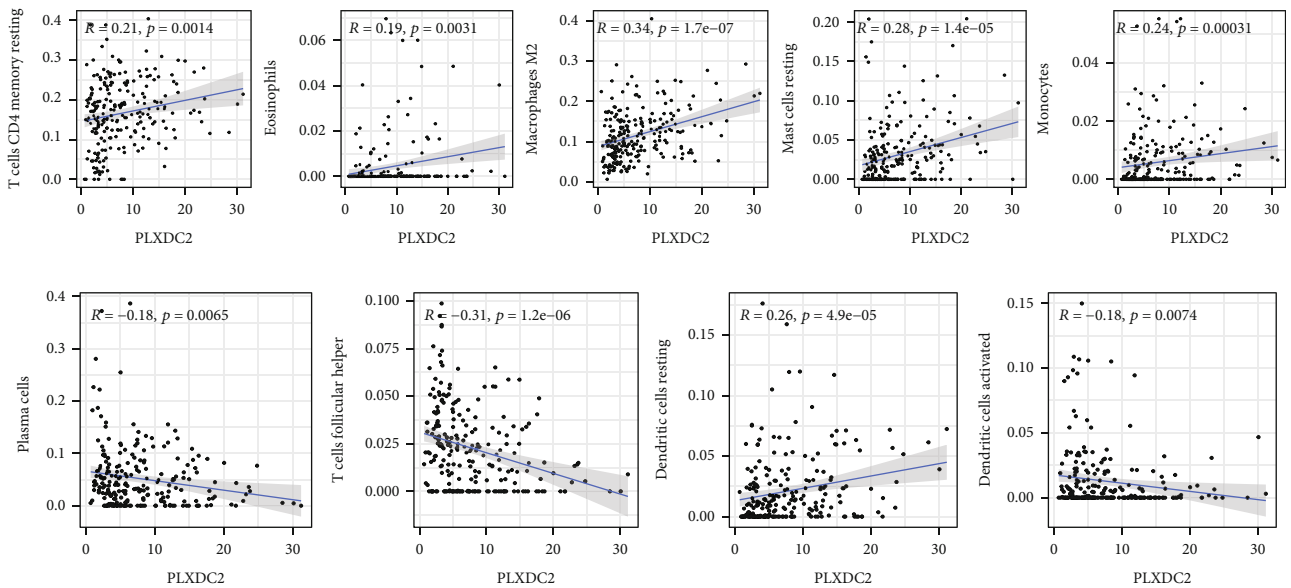 T cells CD4 memory resting
R = 0.21, p = 0.0014
0.4
0.3
0.2
0.1
0.0
0 10 20 30
PLXDC2
Eosinophils
R = 0.19, p = 0.0031
0.06
0.04
0.02
0.00
0 10 20 30
PLXDC2
Macrophages M2
R = 0.34, p = 1.7e−07
0.4
0.3
0.2
0.1
0.0
0 10 20 30
PLXDC2
Mast cells resting
R = 0.28, p = 1.4e−05
0.20
0.15
0.10
0.05
0.00
0 10 20 30
PLXDC2
Monocytes
R = 0.24, p = 0.00031
0.04
0.02
0.00
0 10 20 30
PLXDC2
Plasma cells
R = −0.18, p = 0.0065
0.4
0.3
0.2
0.1
0.0
0 10 20 30
PLXDC2
T cells follicular helper
R = −0.31, p = 1.2e−06
0.100
0.075
0.050
0.025
0.000
0 10 20 30
PLXDC2
Dendritic cells resting
R = 0.26, p = 4.9e−05
0.15
0.10
0.05
0.00
0 10 20 30
PLXDC2
Dendritic cells activated
R = −0.18, p = 0.0074
0.15
0.10
0.05
0.00
0 10 20 30
PLXDC2